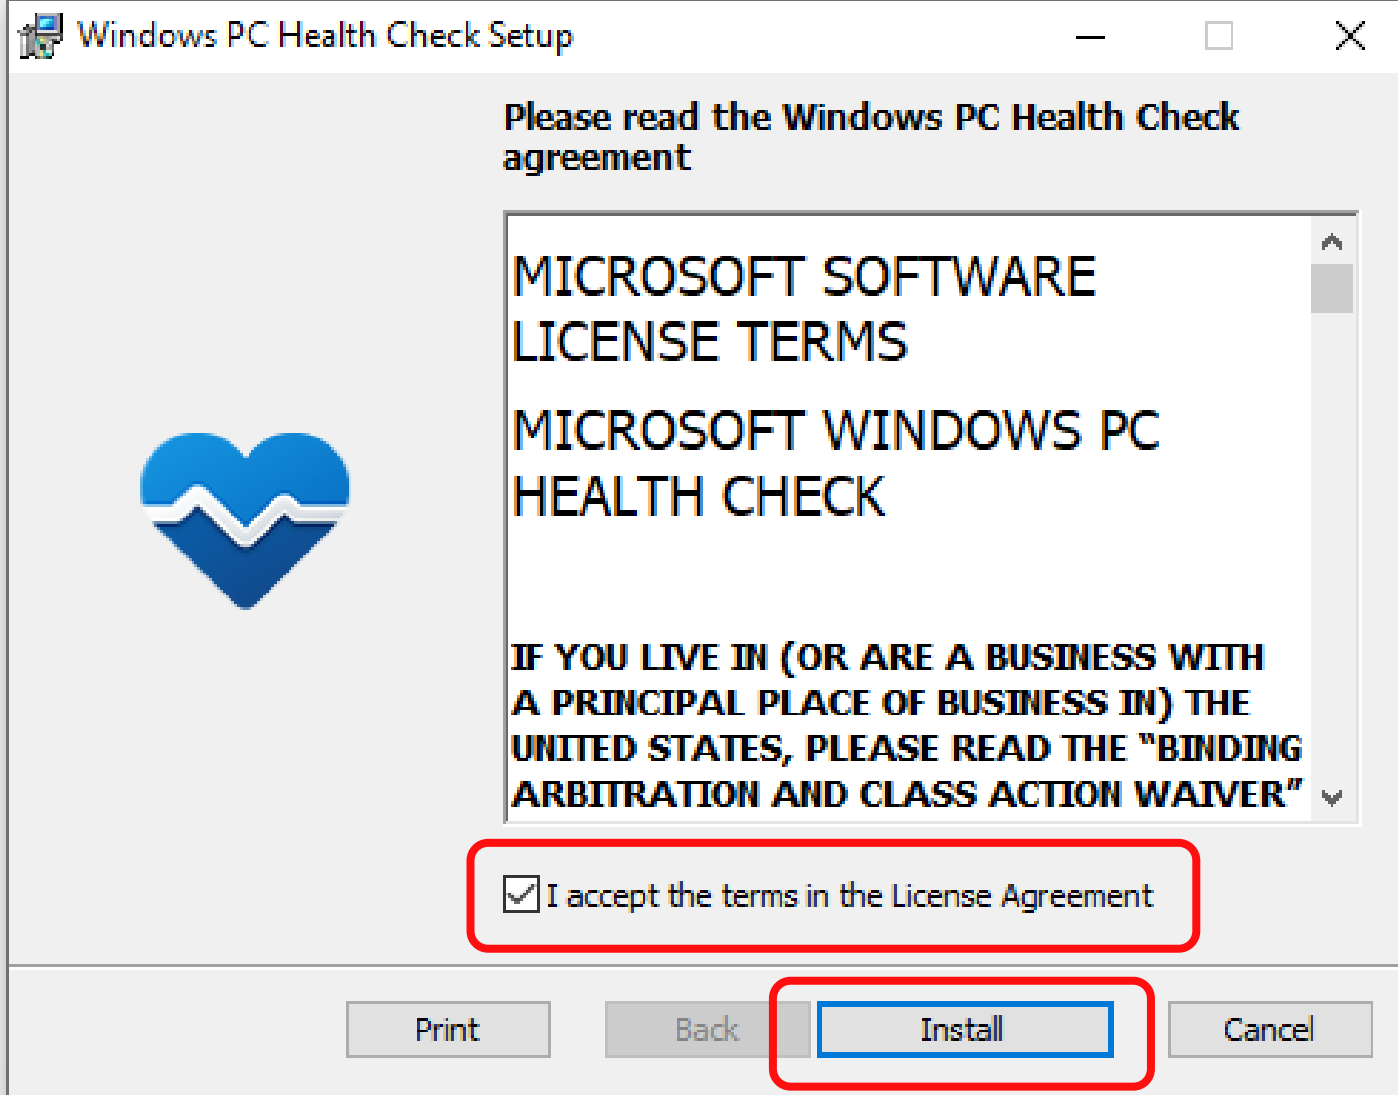 Windows PC Health Check Setup
Please read the Windows PC Health Check
agreement
MICROSOFT SOFTWARE
LICENSE TERMS
MICROSOFT WINDOWS PC
HEALTH CHECK
IF YOU LIVE IN (OR ARE A BUSINESS WITH
A PRINCIPAL PLACE OF BUSINESS IN) THE
UNITED STATES, PLEASE READ THE “BINDING
ARBITRATION AND CLASS ACTION WAIVER”
I accept the terms in the License Agreement
Print
Back
Install
Cancel